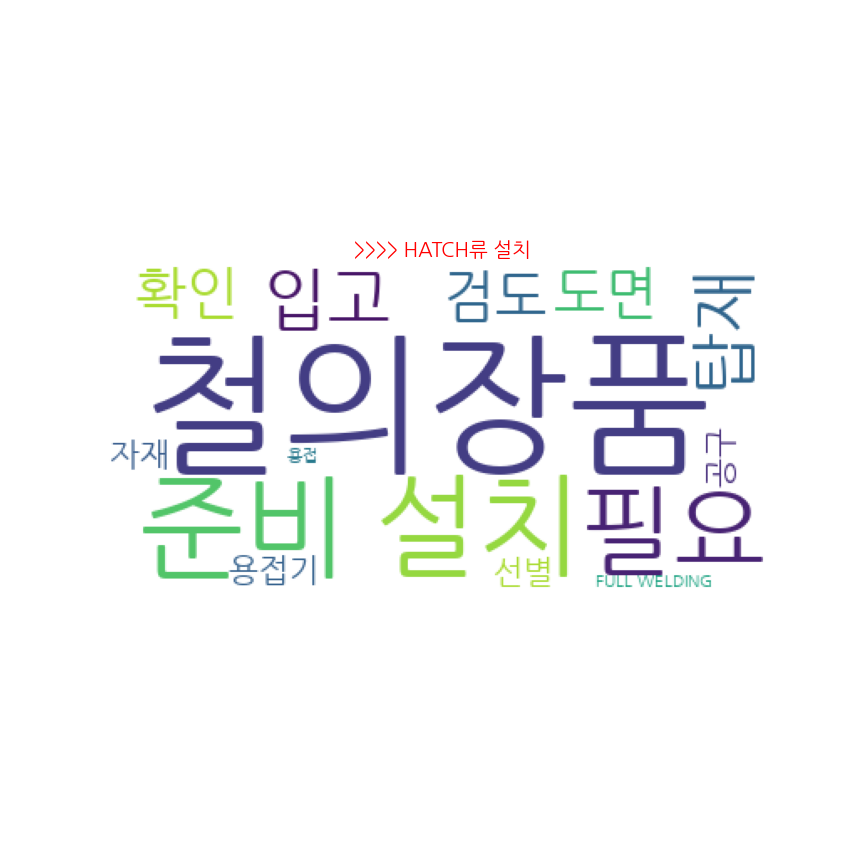 >>>> HATCH류 설치
확인 입고 검도 도면 탑재
철의장품
자재 용접 공구
준비 설치 필요
용접기 선별 FULL WELDING